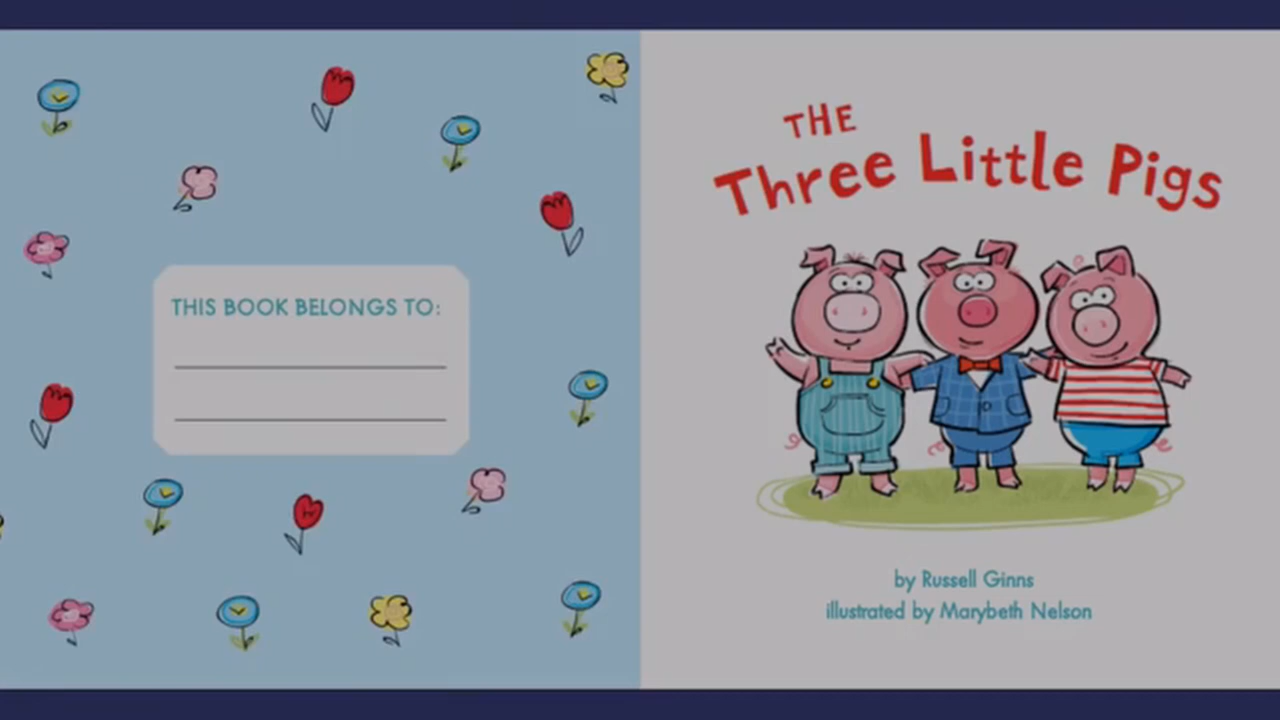 THIS BOOK BELONGS TO:
THE
Three Little Pigs
by Russell Ginns
illustrated by Marybeth Nelson